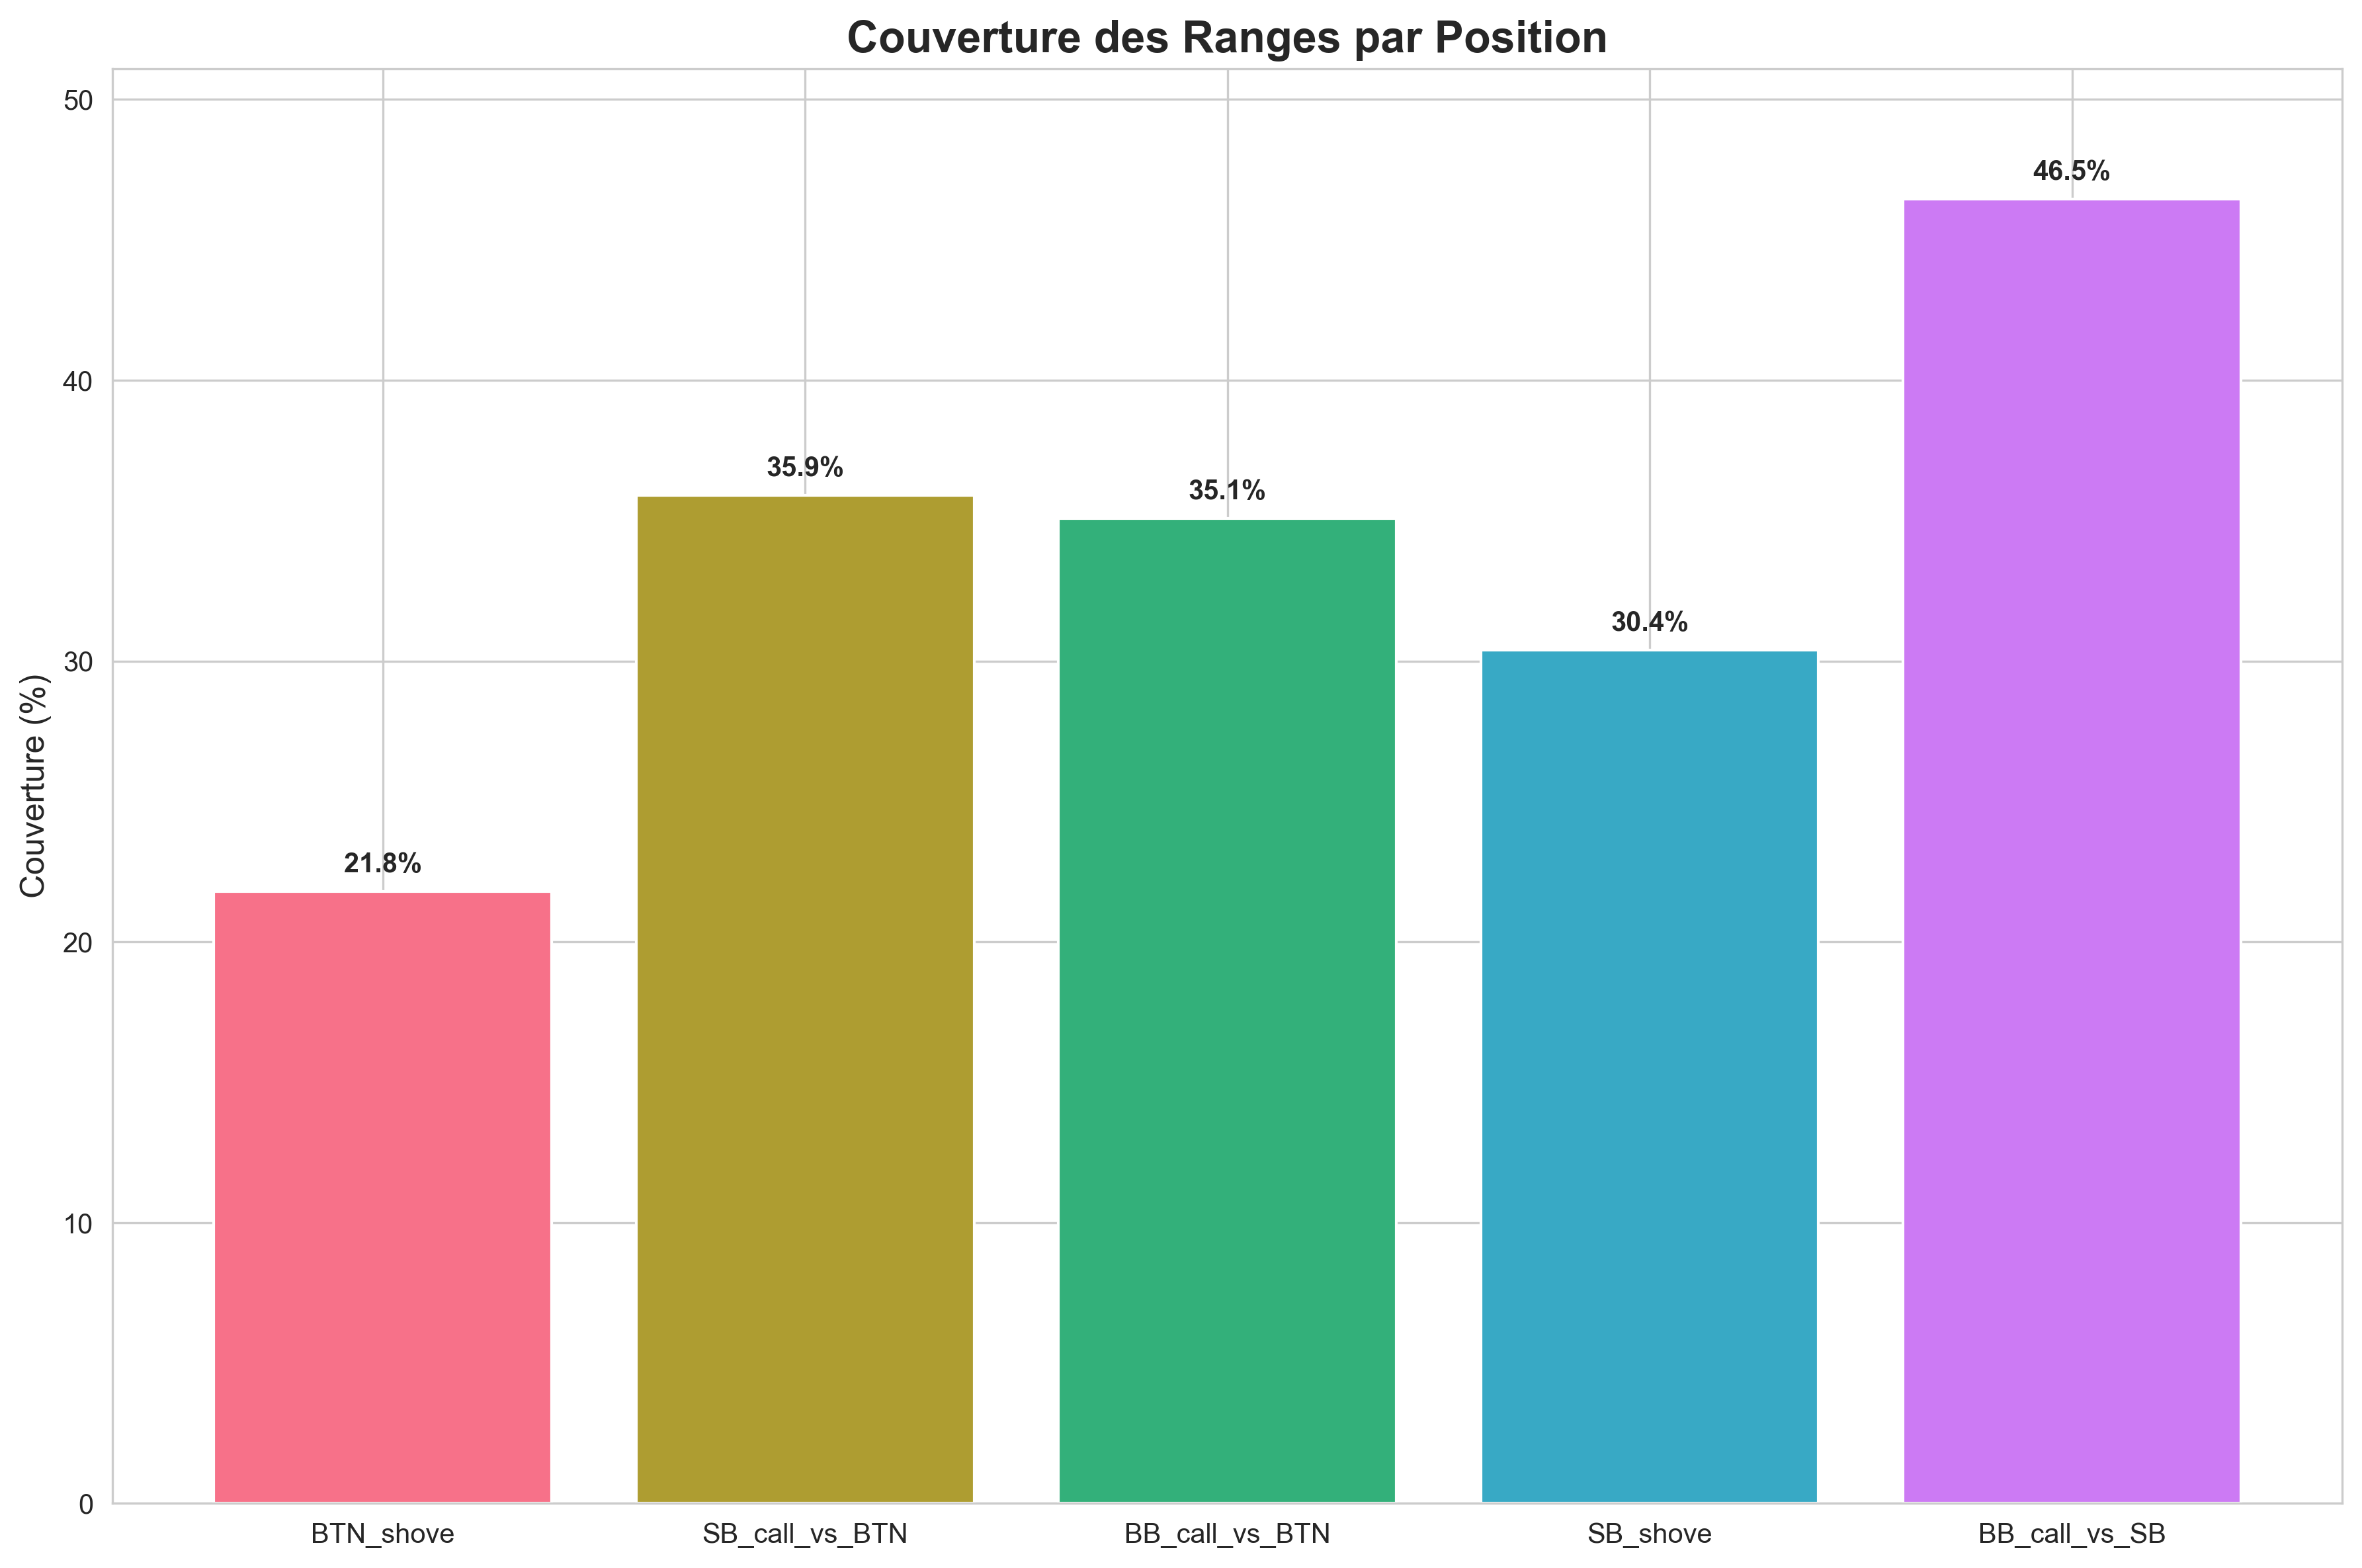 Couverture des Ranges par Position
Couverture (%)
50
40
30
20
10
0
21.8%
35.9%
35.1%
30.4%
46.5%
BTN_shove
SB_call_vs_BTN
BB_call_vs_BTN
SB_shove
BB_call_vs_SB